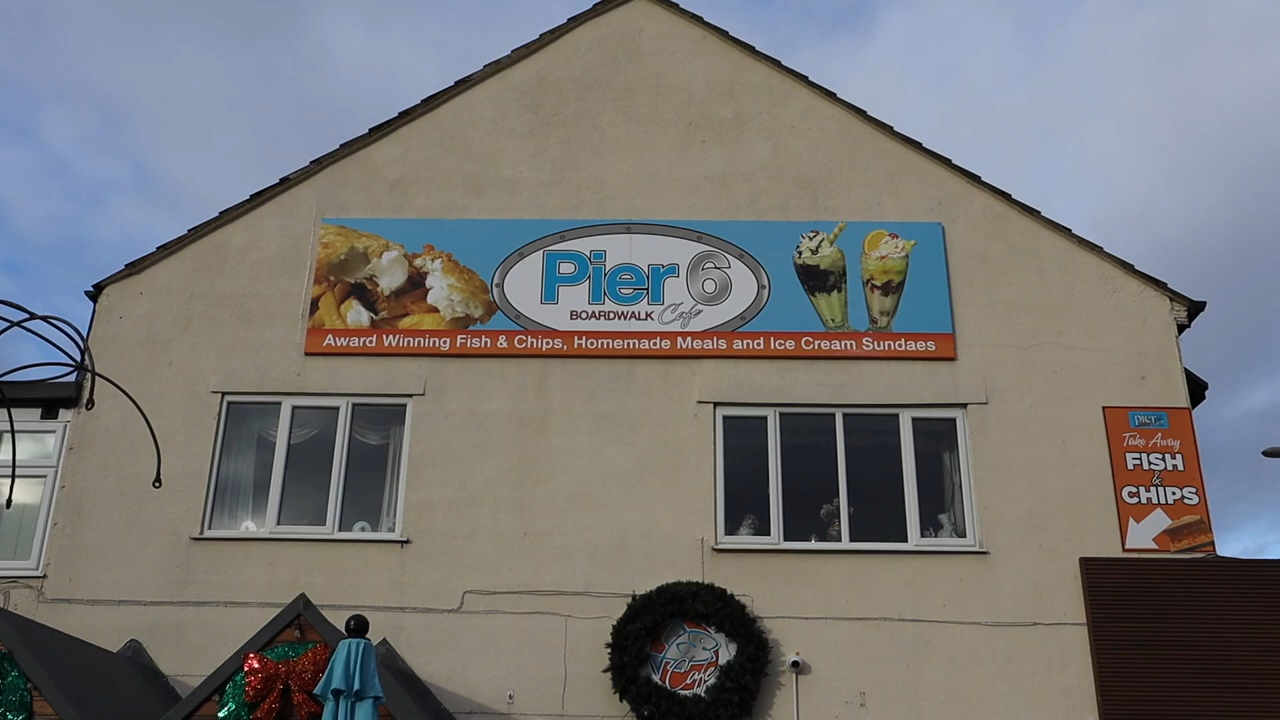 Pier 6
BOARDWALK Cafe
Award Winning Fish & Chips, Homemade Meals and Ice Cream Sundaes
Pier
Take Away
FISH
&
CHIPS
Cafe